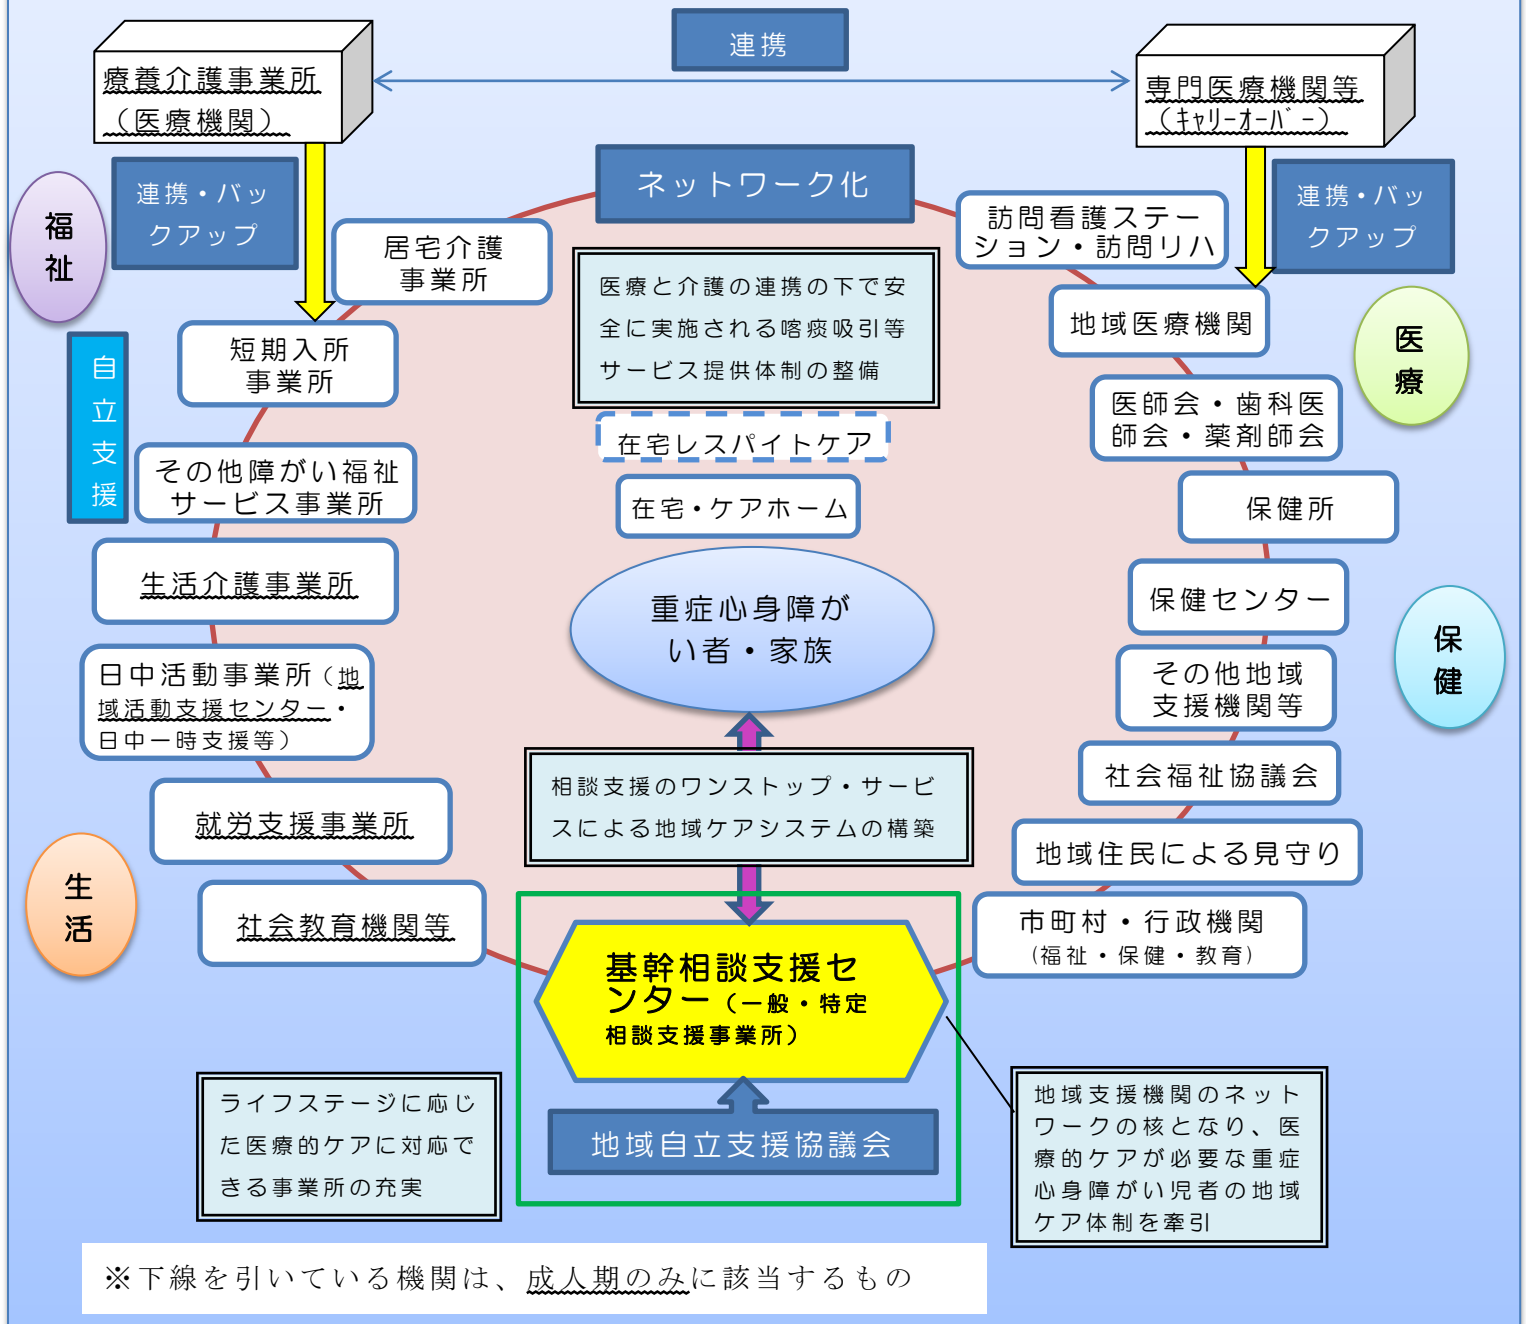 連携
療養介護事業所
（医療機関）
専門医療機関等
（ｷｬﾘｰｵｰﾊﾞｰ）
連携・バッ
クアップ
ネットワーク化
連携・バッ
クアップ
福
祉
居宅介護
事業所
訪問看護ステー
ション・訪問リハ
医療と介護の連携の下で安
全に実施される喀痰吸引等
サービス提供体制の整備
地域医療機関
医
療
短期入所
事業所
自
立
支
援
医師会・歯科医
師会・薬剤師会
在宅レスパイトケア
その他障がい福祉
サービス事業所
在宅・ケアホーム
保健所
生活介護事業所
重症心身障が
い者・家族
保健センター
保
健
日中活動事業所（地
域活動支援センター・
日中一時支援等）
その他地域
支援機関等
相談支援のワンストップ・サービ
スによる地域ケアシステムの構築
社会福祉協議会
就労支援事業所
地域住民による見守り
生
活
社会教育機関等
市町村・行政機関
（福祉・保健・教育）
基幹相談支援セ
ンター（一般・特定
相談支援事業所）
ライフステージに応じ
た医療的ケアに対応で
きる事業所の充実
地域自立支援協議会
地域支援機関のネット
ワークの核となり、医
療的ケアが必要な重症
心身障がい児者の地域
ケア体制を牽引
※下線を引いている機関は、成人期のみに該当するもの